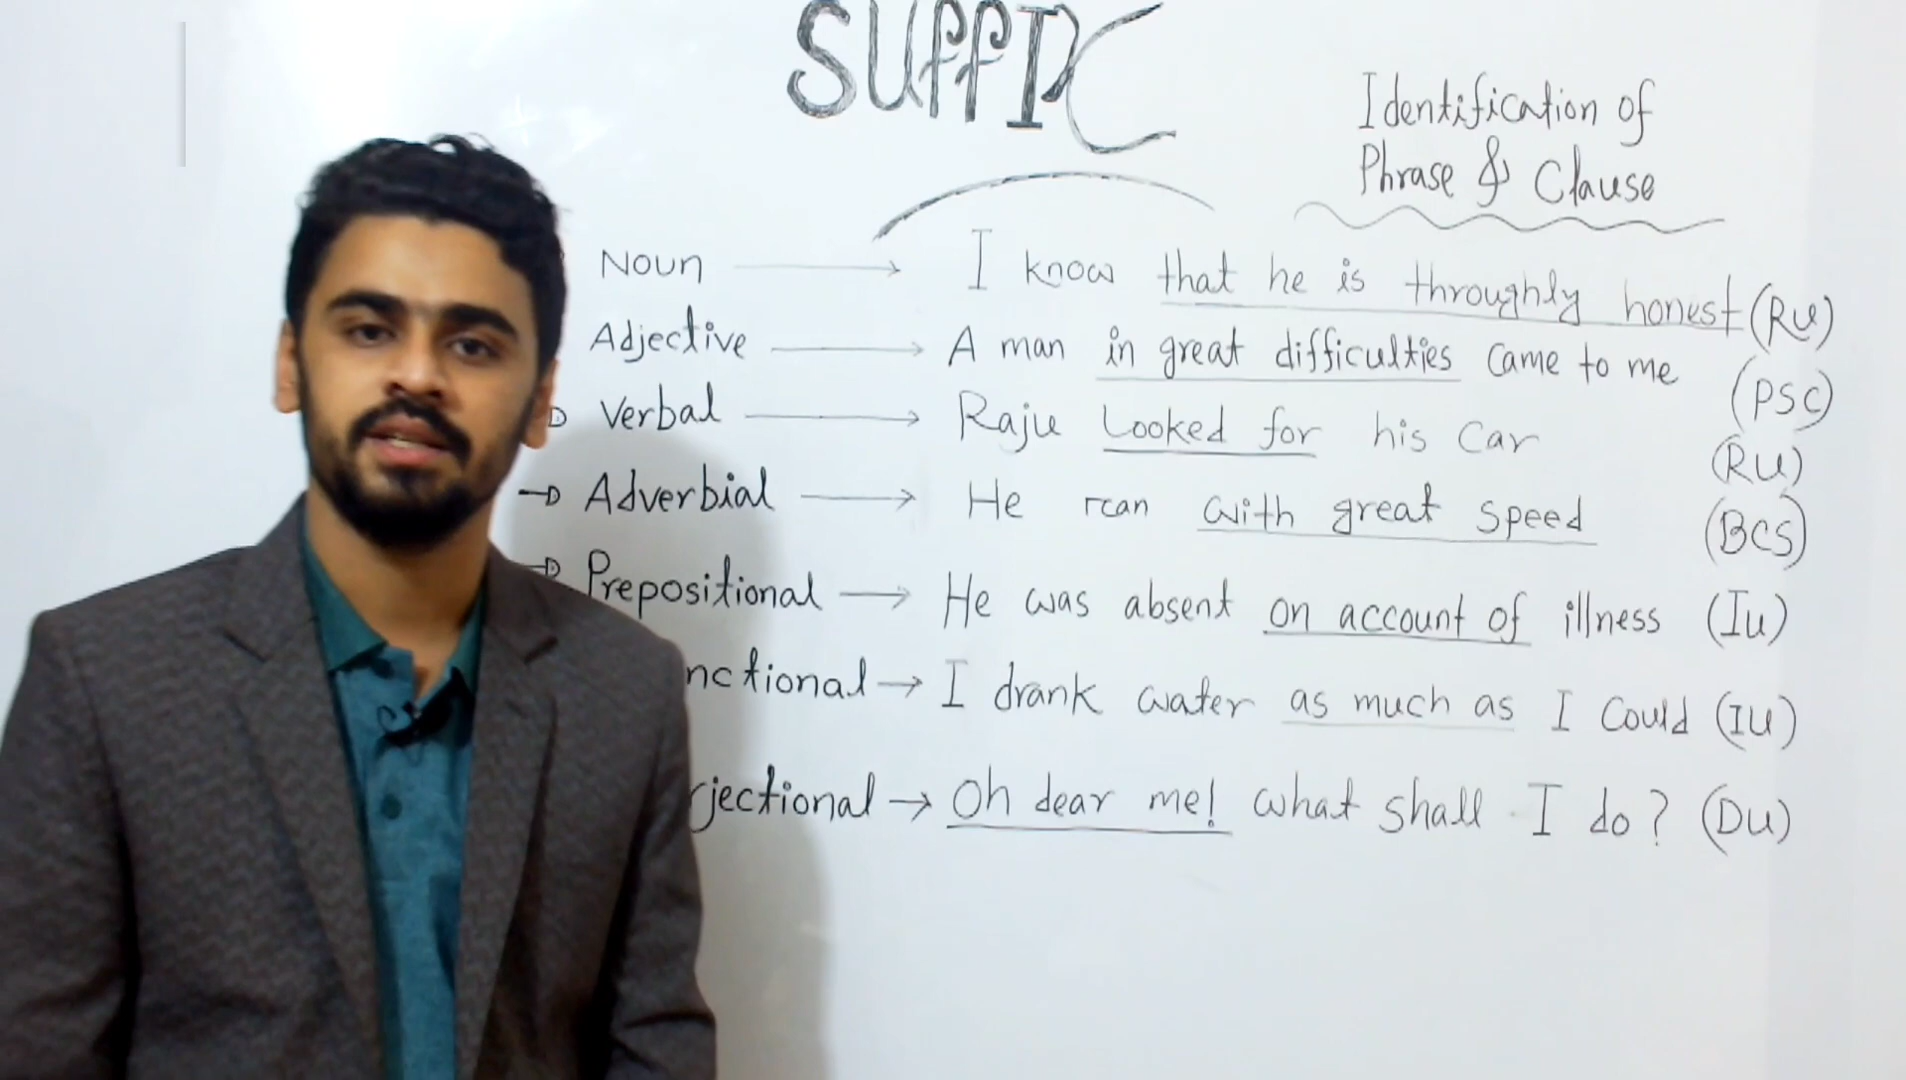 SUFFIX
Identification of
Phrase & Clause
Noun → I know that he is throughly honest (RU)
Adjective → A man in great difficulties came to me (PSC)
Verbal → Raju Looked for his car (RU)
Adverbial → He ran with great speed (BCS)
Prepositional → He was absent on account of illness (IU)
nctional → I drank water as much as I could (IU)
jectional → Oh dear me! what shall I do? (DU)